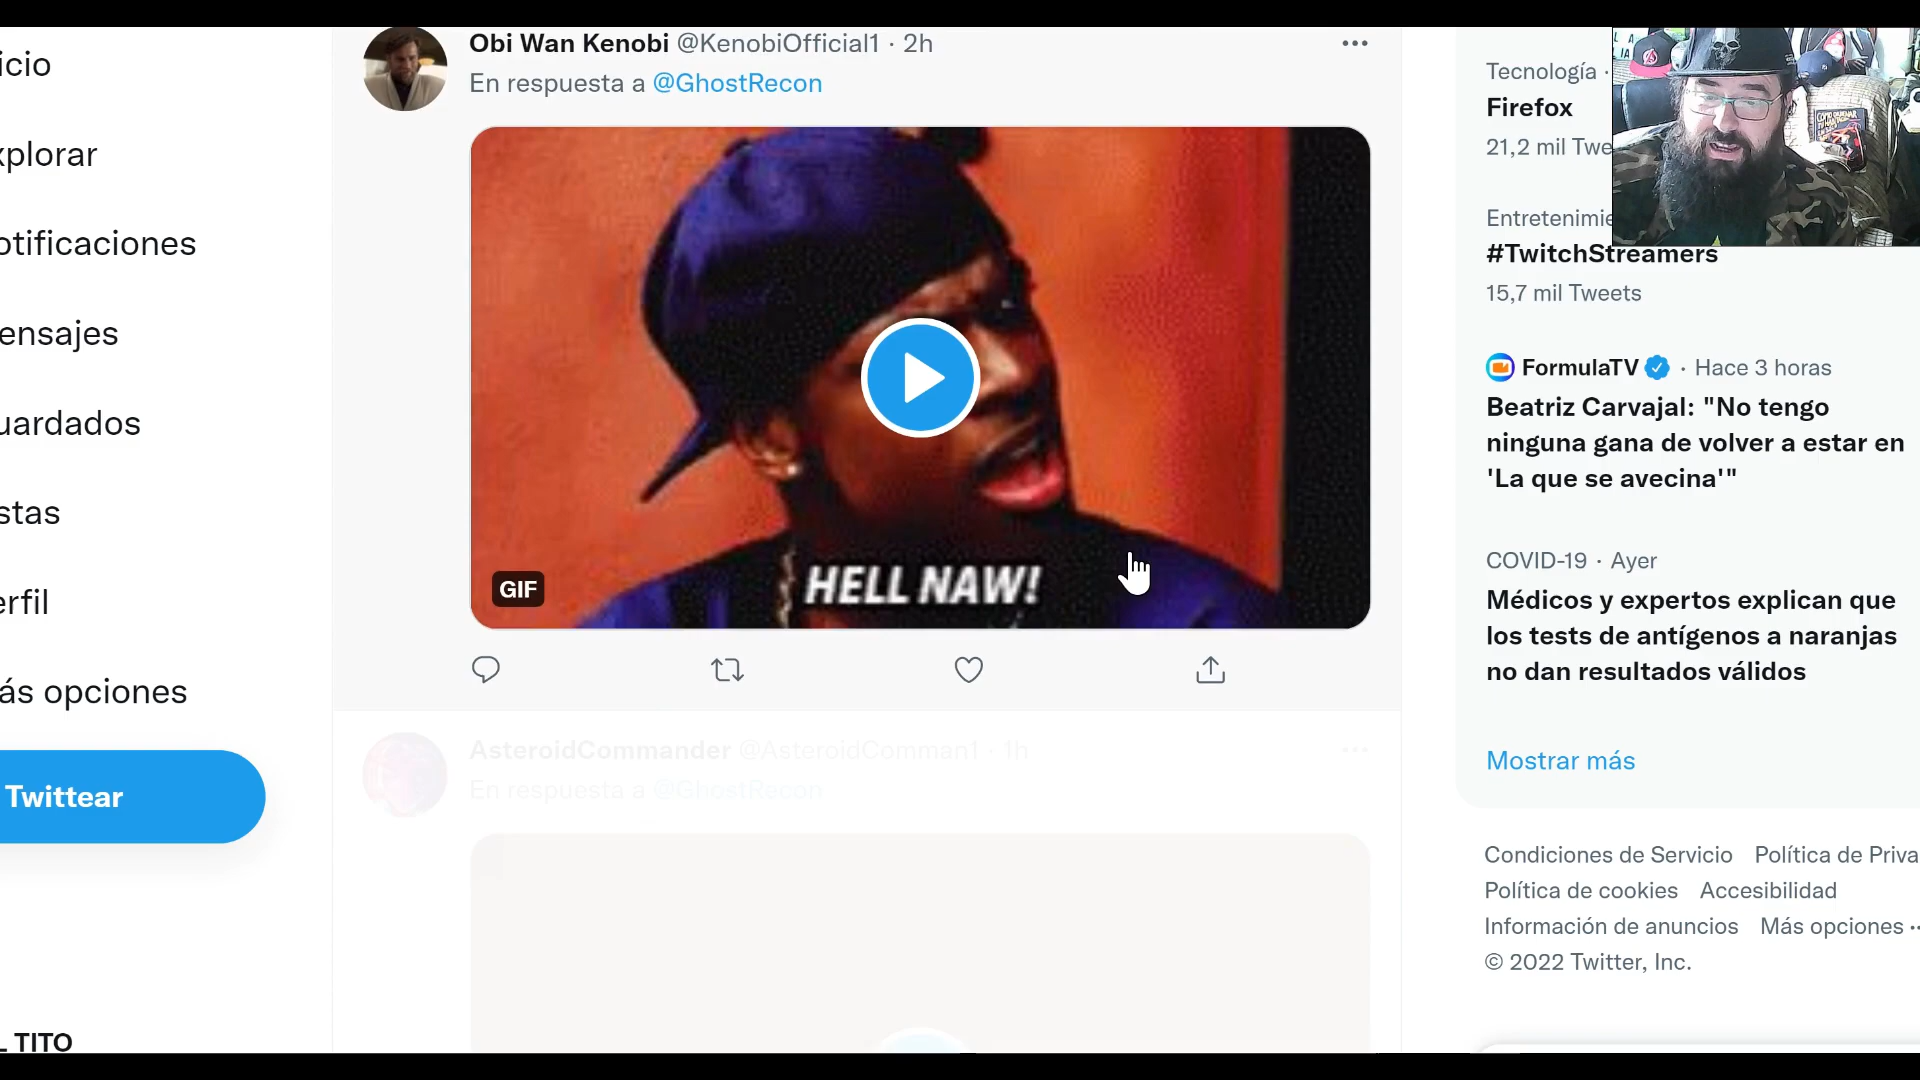 icio
xplorar
otificaciones
ensajes
uardados
stas
erfil
ás opciones
Twittear
L TITO
Obi Wan Kenobi @KenobiOfficial1 · 2h
En respuesta a @GhostRecon
HELL NAW!
GIF
AsteroidCommander @AsteroidComman1 · 1h
En respuesta a @GhostRecon
Tecnología ·
Firefox
21,2 mil Twe
Entretenimie
#TwitchStreamers
15,7 mil Tweets
FormulaTV · Hace 3 horas
Beatriz Carvajal: "No tengo
ninguna gana de volver a estar en
'La que se avecina'"
COVID-19 · Ayer
Médicos y expertos explican que
los tests de antígenos a naranjas
no dan resultados válidos
Mostrar más
Condiciones de Servicio Política de Priva
Política de cookies Accesibilidad
Información de anuncios Más opciones ··
© 2022 Twitter, Inc.